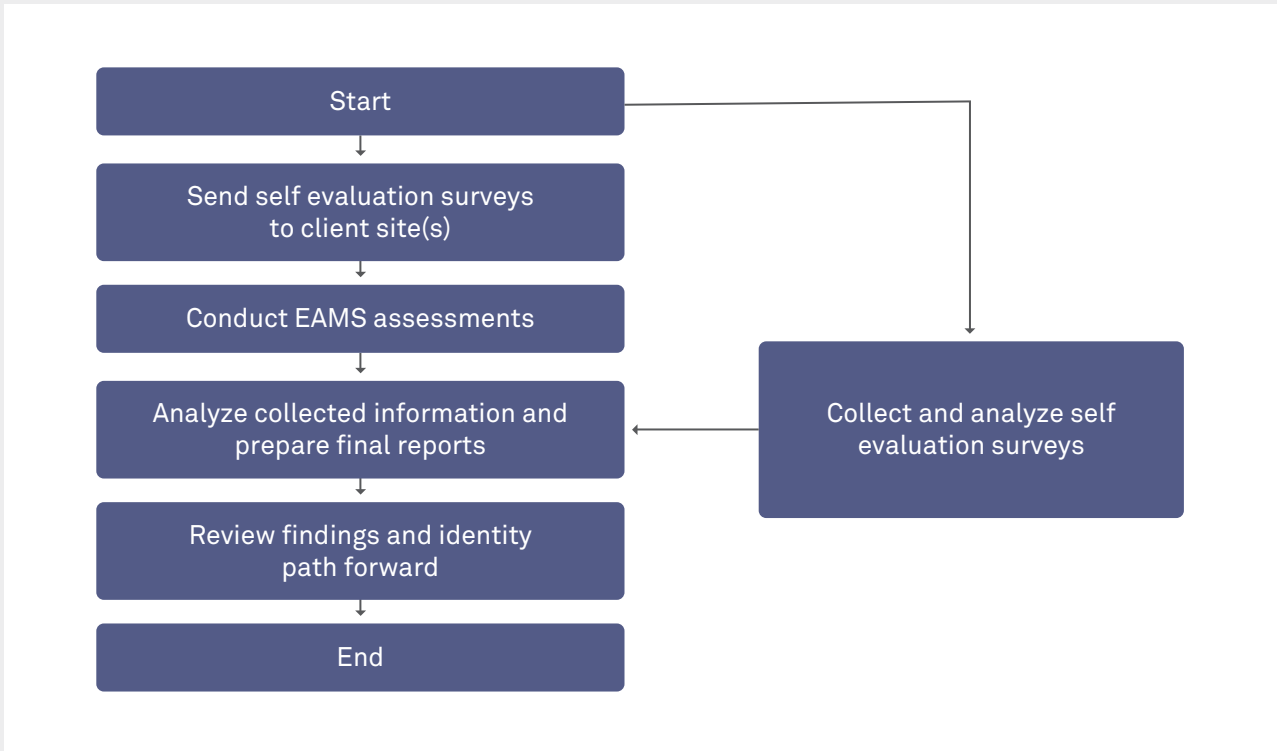 Start
Send self evaluation surveys
to client site(s)
Conduct EAMS assessments
Analyze collected information and
prepare final reports
Collect and analyze self
evaluation surveys
Review findings and identity
path forward
End